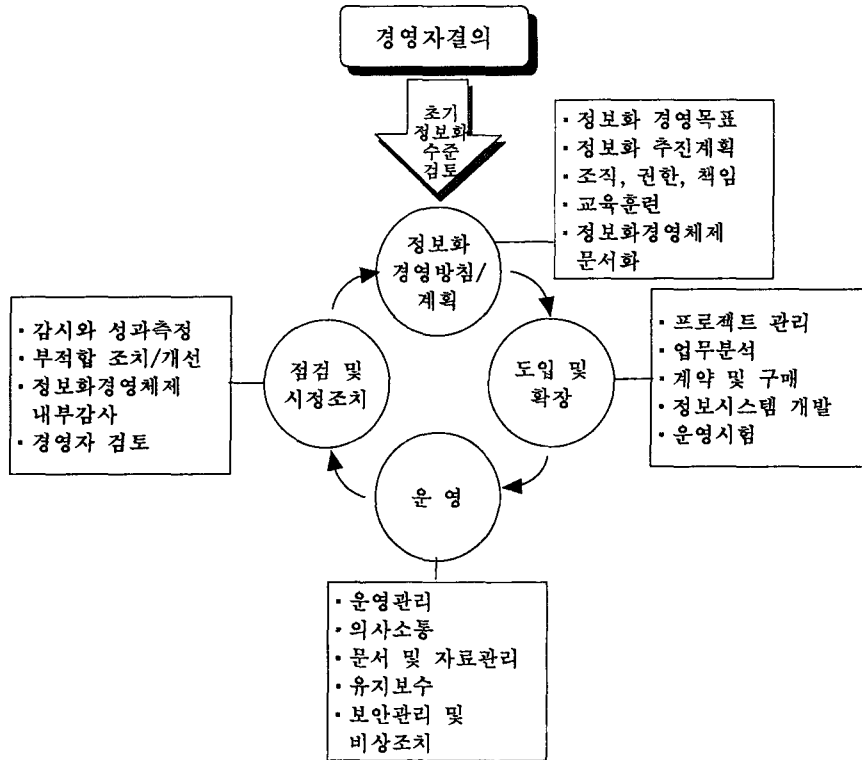 경영자결의
초기
정보화
수준
검토
정보화
경영방침/
계획
▪ 정보화 경영목표
▪ 정보화 추진계획
▪ 조직, 권한, 책임
▪ 교육훈련
▪ 정보화경영체제
문서화
도입 및
확장
▪ 프로젝트 관리
▪ 업무분석
▪ 계약 및 구매
▪ 정보시스템 개발
▪ 운영시험
운 영
▪ 운영관리
▪ 의사소통
▪ 문서 및 자료관리
▪ 유지보수
▪ 보안관리 및
비상조치
점검 및
시정조치
▪ 감시와 성과측정
▪ 부적합 조치/개선
▪ 정보화경영체제
내부감사
▪ 경영자 검토